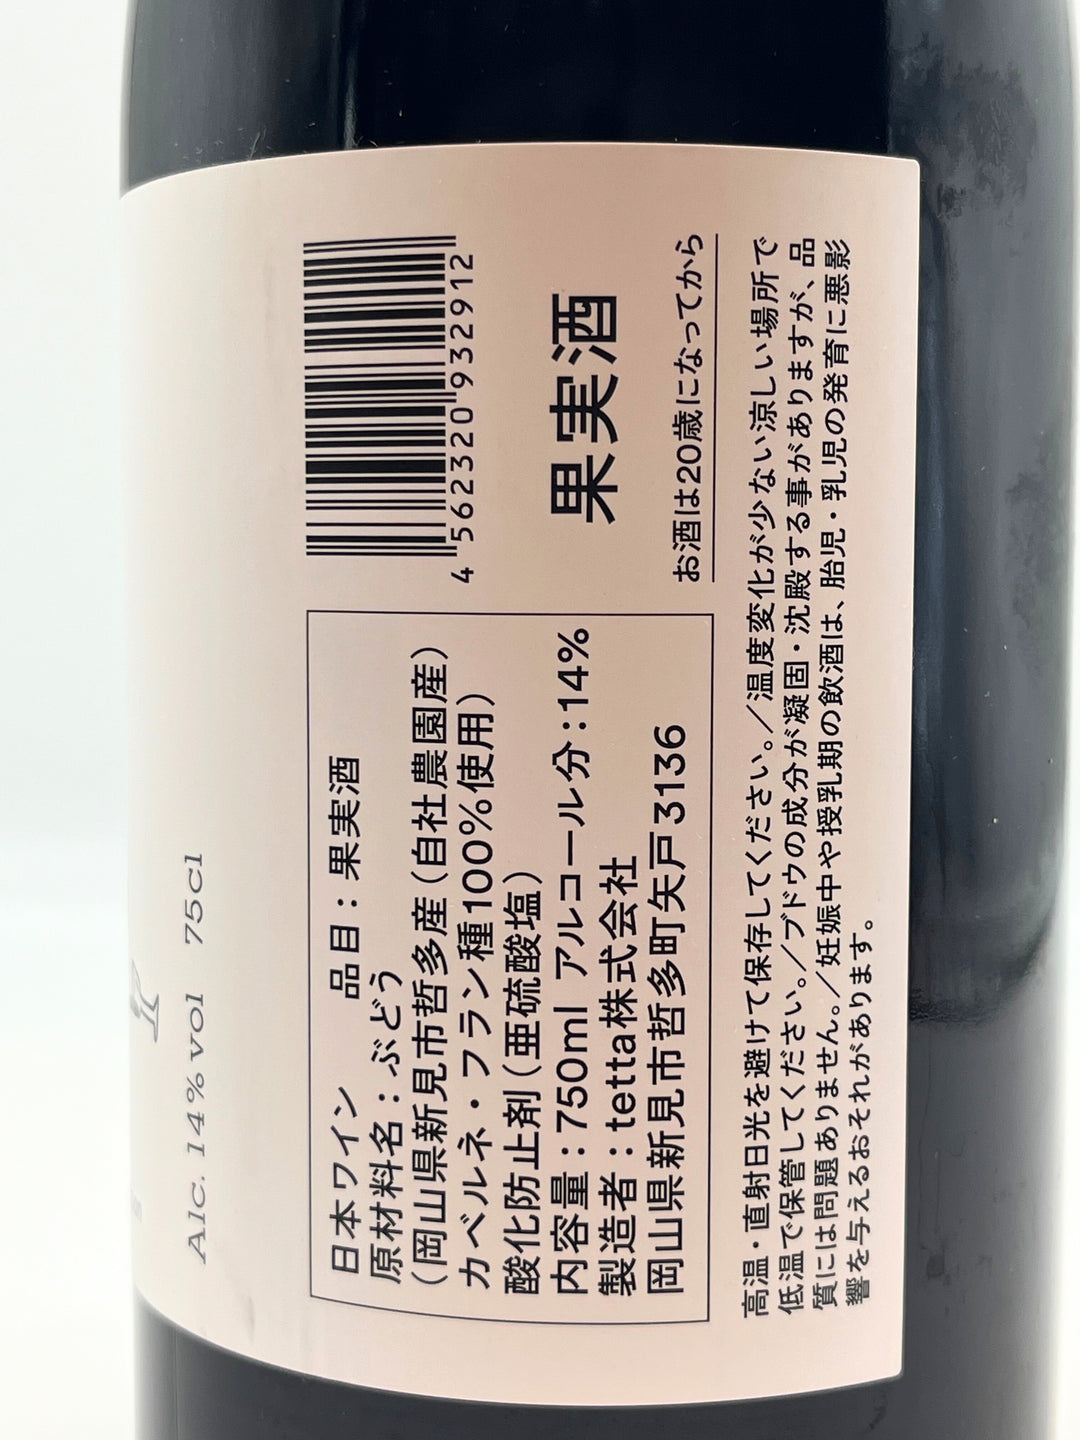 Alc. 14% vol 75cl
日本ワイン 品目：果実酒
原材料名：ぶどう
（岡山県新見市哲多産（自社農園産）
カベルネ・フラン種100%使用）
酸化防止剤（亜硫酸塩）
内容量：750ml アルコール分：14%
製造者：tetta株式会社
岡山県新見市哲多町矢戸3136
4 562320 932912
果実酒
お酒は20歳になってから
高温・直射日光を避けて保存してください。／温度変化が少ない涼しい場所で
低温で保管してください。／ブドウの成分が凝固・沈殿する事がありますが、品
質には問題ありません。／妊娠中や授乳期の飲酒は、胎児・乳児の発育に悪影
響を与えるおそれがあります。